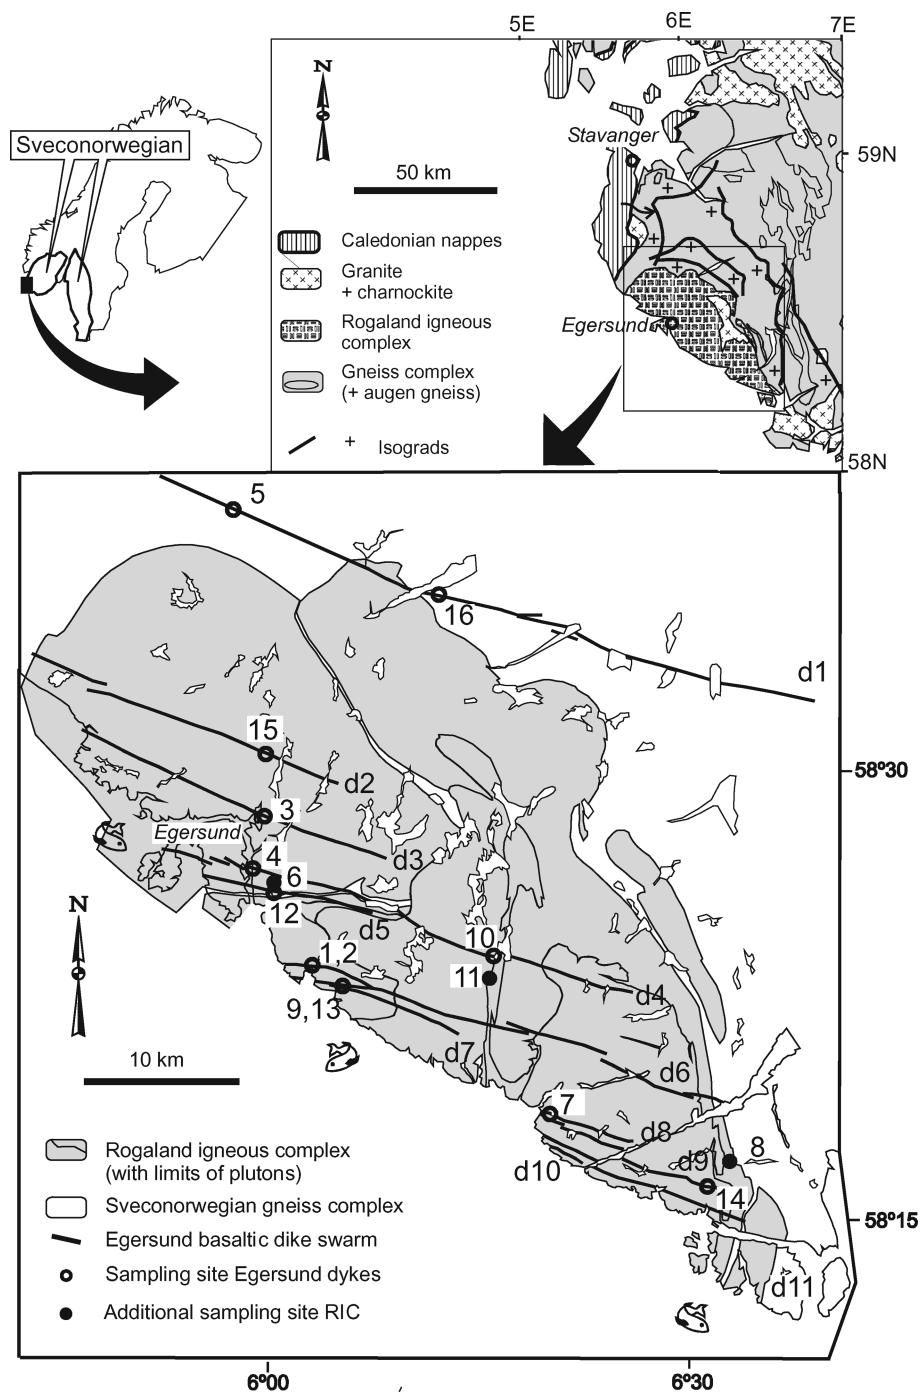 5E
6E
7E
N
Stavanger
59N
Sveconorwegian
50 km
Caledonian nappes
Granite
+ charnockite
Rogaland igneous
complex
Egersund
Gneiss complex
(+ augen gneiss)
+ Isograds
58N
5
16
d1
15
d2
58º30
3
Egersund
d3
4
6
12
d5
N
10
1,2
11
d4
9,13
d7
10 km
d6
7
d8
8
d9
d10
14
Rogaland igneous complex
(with limits of plutons)
Sveconorwegian gneiss complex
58º15
Egersund basaltic dike swarm
Sampling site Egersund dykes
d11
Additional sampling site RIC
6º00
6º30